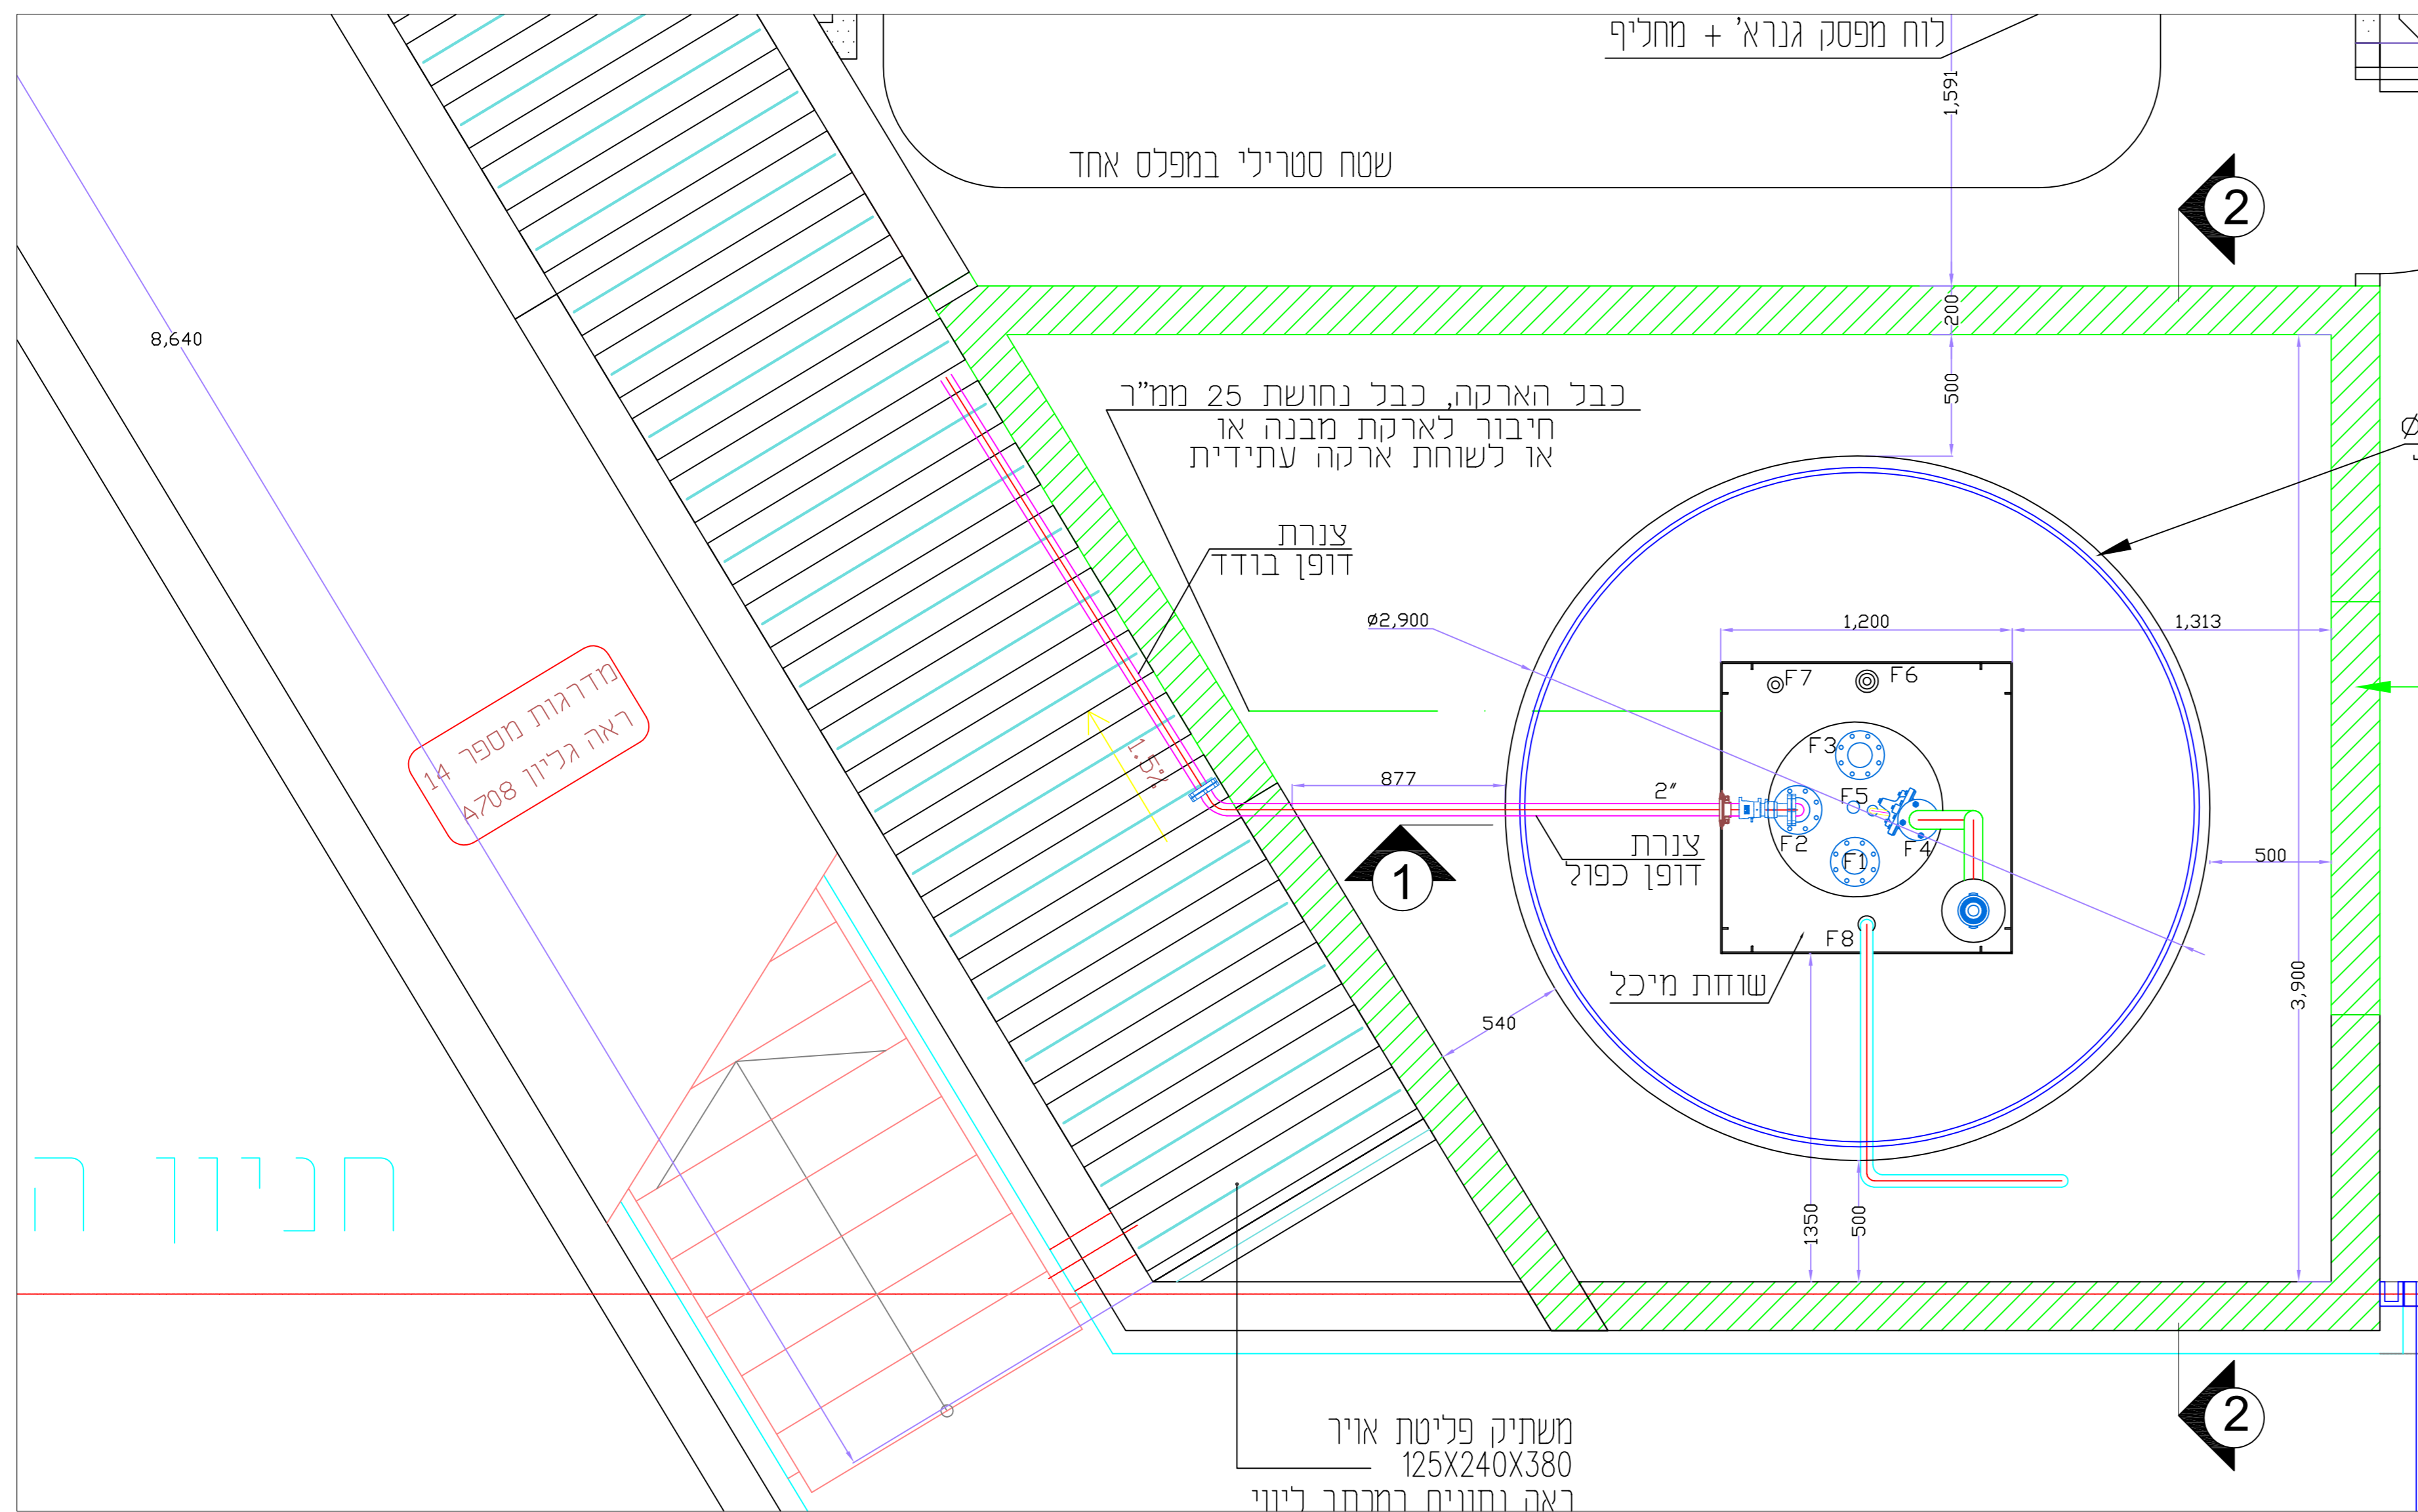 לוח מפסק גנרא' + מחליף
שטח סטרילי במפלס אחד
1,591
2
8,640
200
500
כבל הארקה, כבל נחושת 25 ממ"ר
חיבור לארקת מבנה או
או לשוחת ארקה עתידית
Ø
צנרת
דופן בודד
Ø2,900
1,200
1,313
מדרגות מספר 14
ראה גליון A708
F7
F6
F3
1.5%
877
2"
F5
F2
F1
F4
צנרת
דופן כפול
1
500
F8
שוחת מיכל
540
3,900
1350
500
חניון ה
2
משתיק פליטת אויר
125X240X380
ראה נתונים במרתב ליווי